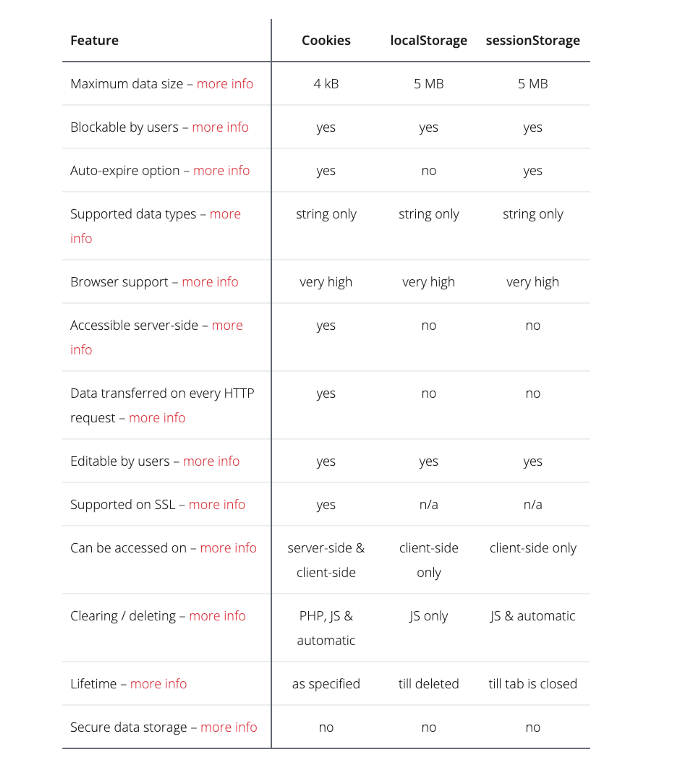 Feature Cookies localStorage sessionStorage
Maximum data size – more info 4 kB 5 MB 5 MB
Blockable by users – more info yes yes yes
Auto-expire option – more info yes no yes
Supported data types – more string only string only string only
info
Browser support – more info very high very high very high
Accessible server-side – more yes no no
info
Data transferred on every HTTP yes no no
request – more info
Editable by users – more info yes yes yes
Supported on SSL – more info yes n/a n/a
Can be accessed on – more info server-side & client-side client-side only
client-side only
Clearing / deleting – more info PHP, JS & JS only JS & automatic
automatic
Lifetime – more info as specified till deleted till tab is closed
Secure data storage – more info no no no